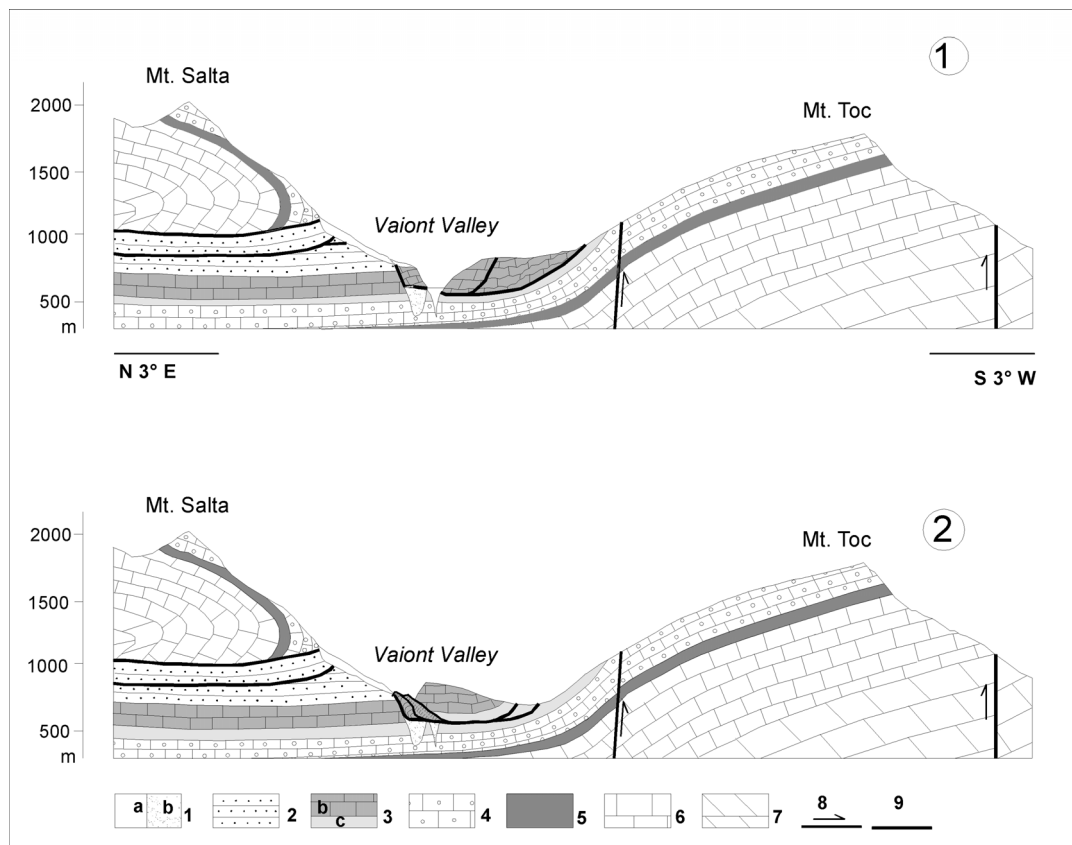 1
Mt. Salta
Mt. Toc
2000
1500
Vaiont Valley
1000
500
m
N 3° E
S 3° W
2
Mt. Salta
Mt. Toc
2000
1500
Vaiont Valley
1000
500
m
a b 1 2 b c 3 4 5 6 7 8 9